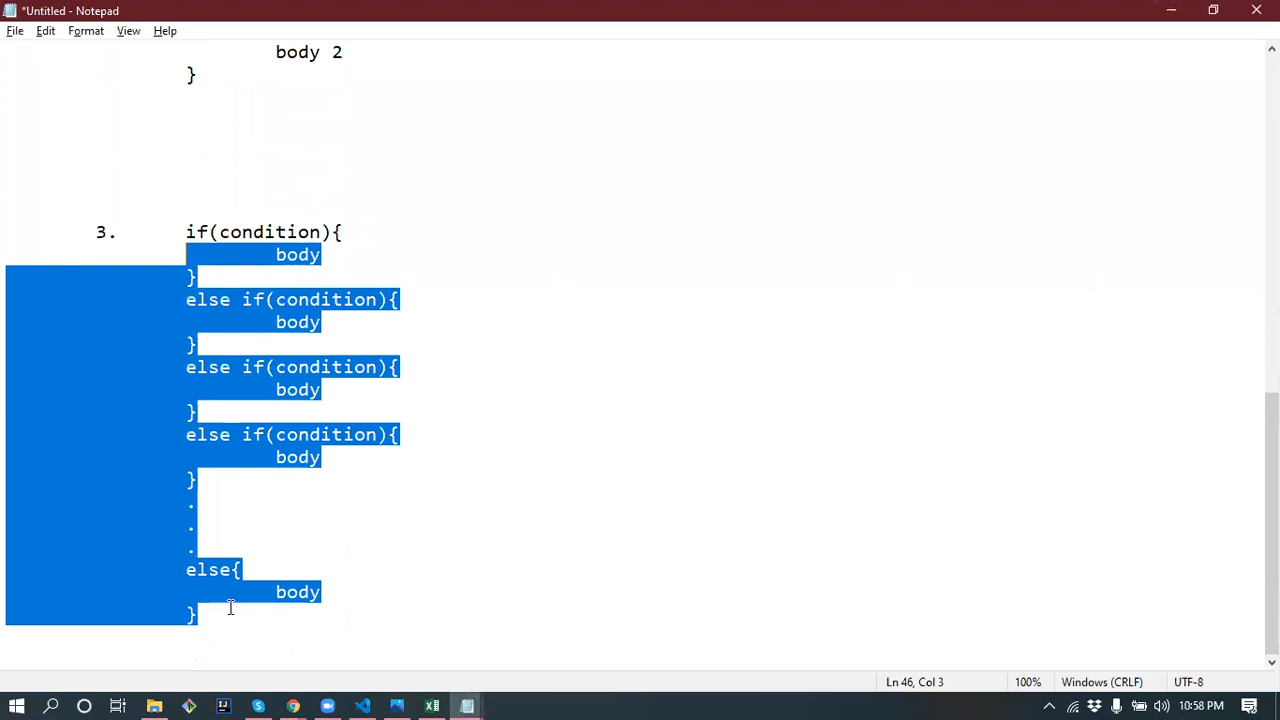 *Untitled - Notepad
File Edit Format View Help
body 2
}
3. if(condition){
body
}
else if(condition){
body
}
else if(condition){
body
}
else if(condition){
body
}
.
.
.
else{
body
}
Ln 46, Col 3 100% Windows (CRLF) UTF-8
10:58 PM